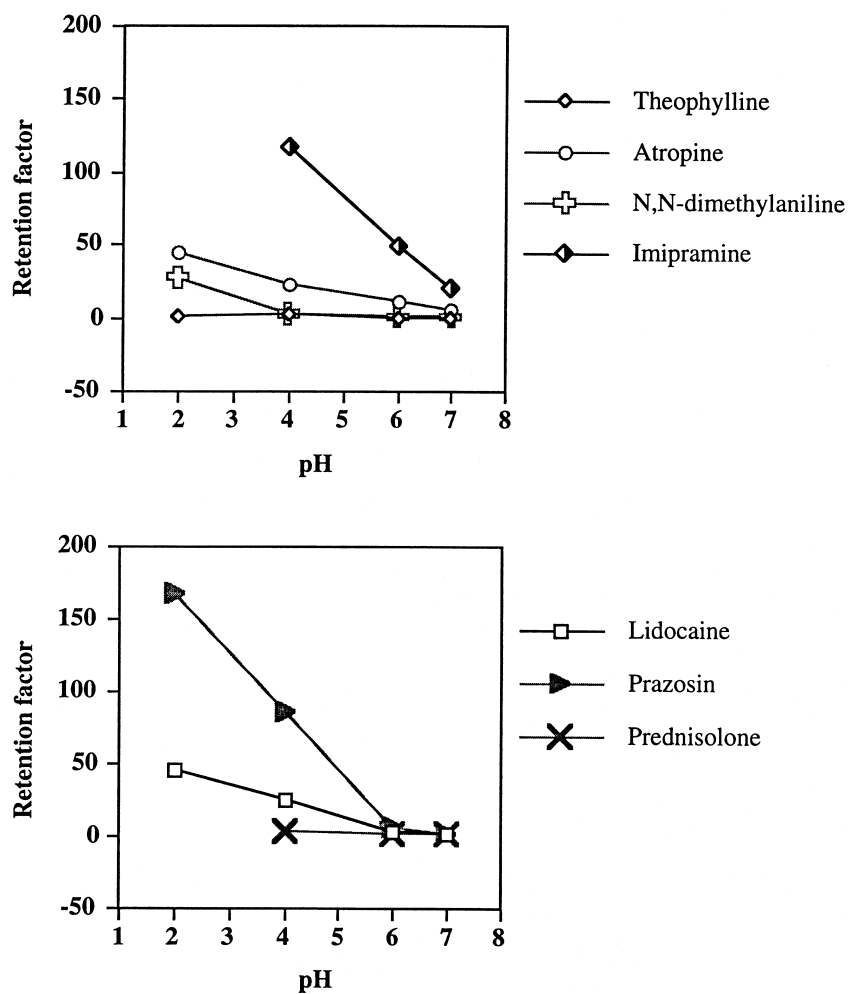 200
150
100
50
0
-50
Retention factor
1 2 3 4 5 6 7 8
pH
Theophylline
Atropine
N,N-dimethylaniline
Imipramine
200
150
100
50
0
-50
Retention factor
1 2 3 4 5 6 7 8
pH
Lidocaine
Prazosin
Prednisolone